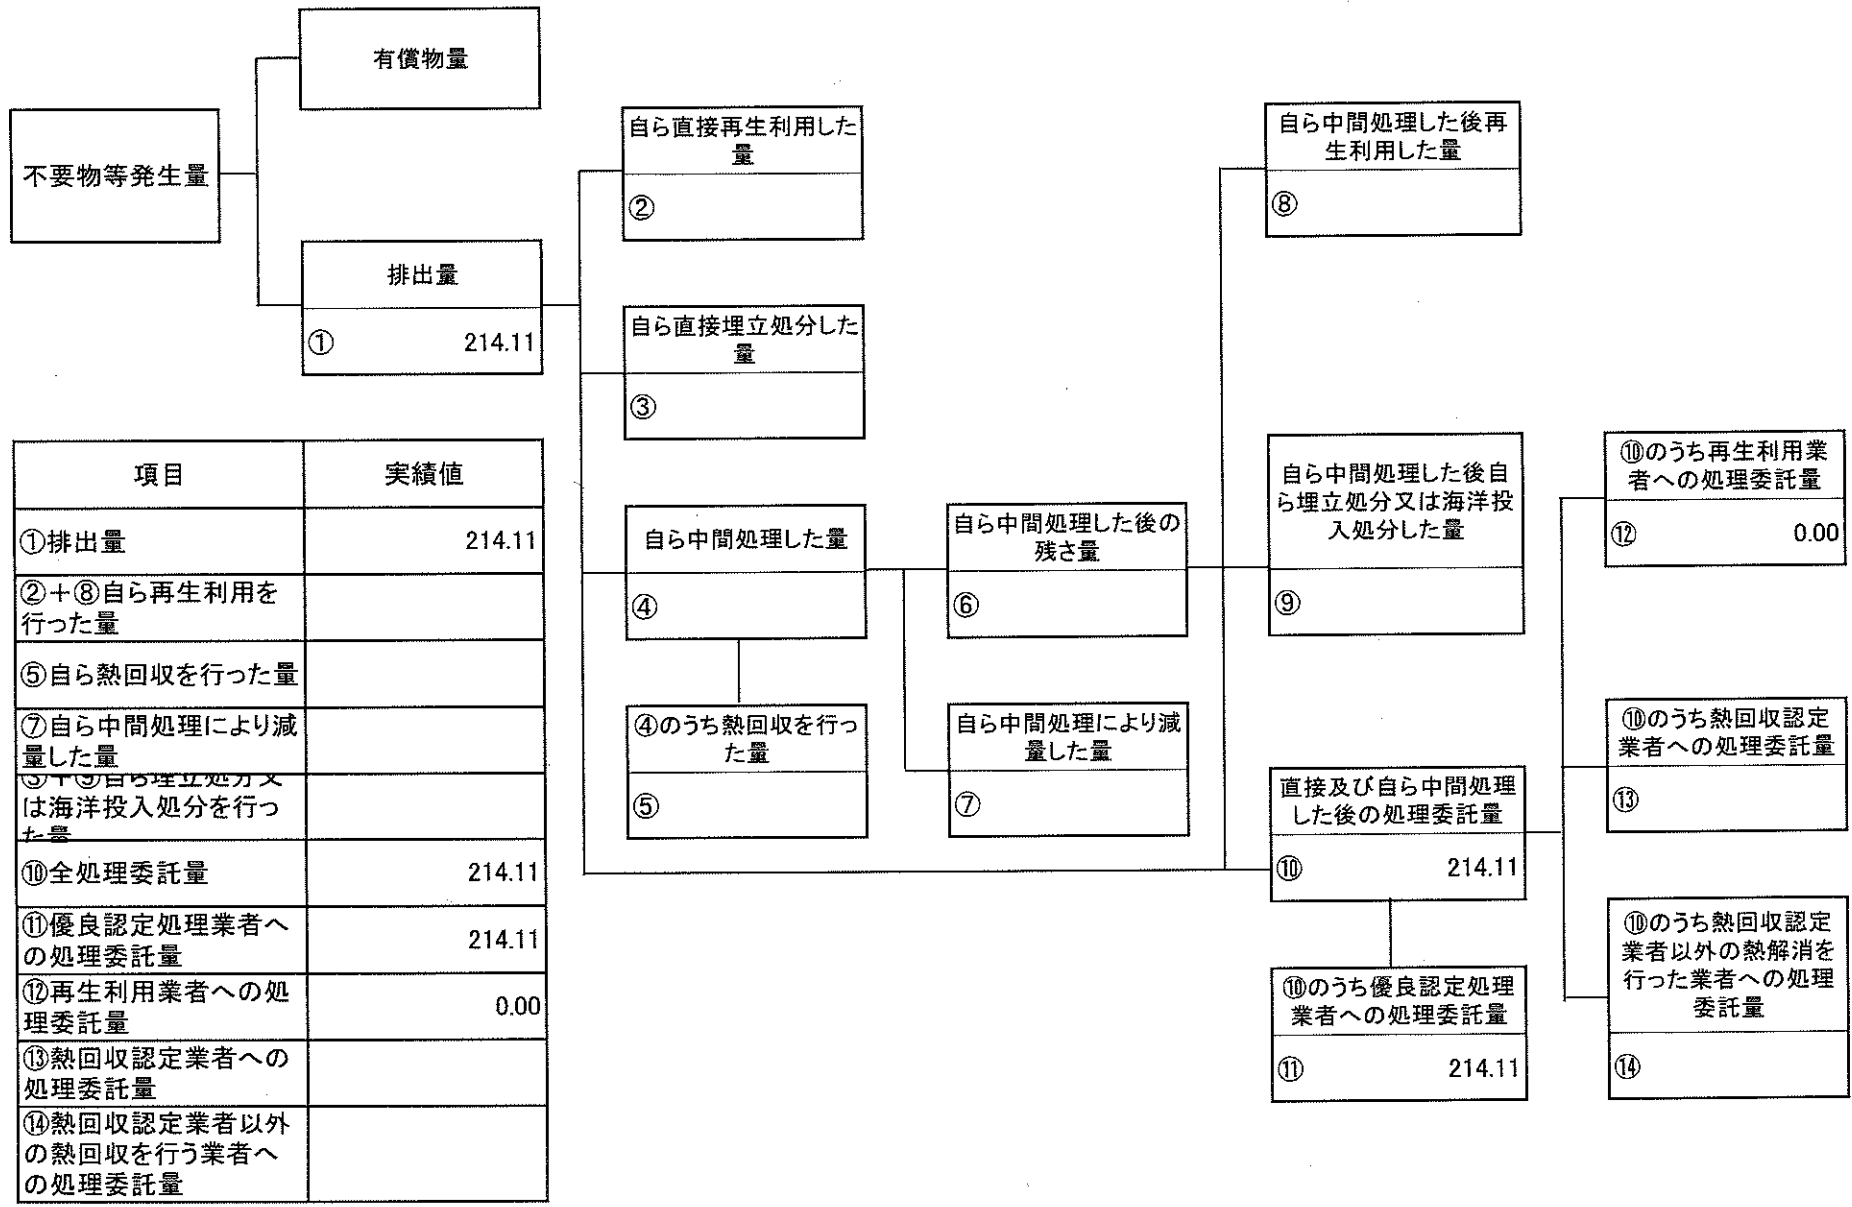 有償物量
不要物等発生量
排出量
① 214.11
自ら直接再生利用した
量
②
自ら直接埋立処分した
量
③
自ら中間処理した量
④
④のうち熱回収を行っ
た量
⑤
自ら中間処理した後の
残さ量
⑥
自ら中間処理により減
量した量
⑦
自ら中間処理した後再
生利用した量
⑧
自ら中間処理した後自
ら埋立処分又は海洋投
入処分した量
⑨
直接及び自ら中間処理
した後の処理委託量
⑩ 214.11
⑩のうち優良認定処理
業者への処理委託量
⑪ 214.11
⑩のうち再生利用業
者への処理委託量
⑫ 0.00
⑩のうち熱回収認定
業者への処理委託量
⑬
⑩のうち熱回収認定
業者以外の熱解消を
行った業者への処理
委託量
⑭
項目 実績値
①排出量 214.11
②＋⑧自ら再生利用を
行った量
⑤自ら熱回収を行った量
⑦自ら中間処理により減
量した量
③＋⑨自ら埋立処分又
は海洋投入処分を行っ
た量
⑩全処理委託量 214.11
⑪優良認定処理業者へ
の処理委託量 214.11
⑫再生利用業者への処
理委託量 0.00
⑬熱回収認定業者への
処理委託量
⑭熱回収認定業者以外
の熱回収を行う業者へ
の処理委託量